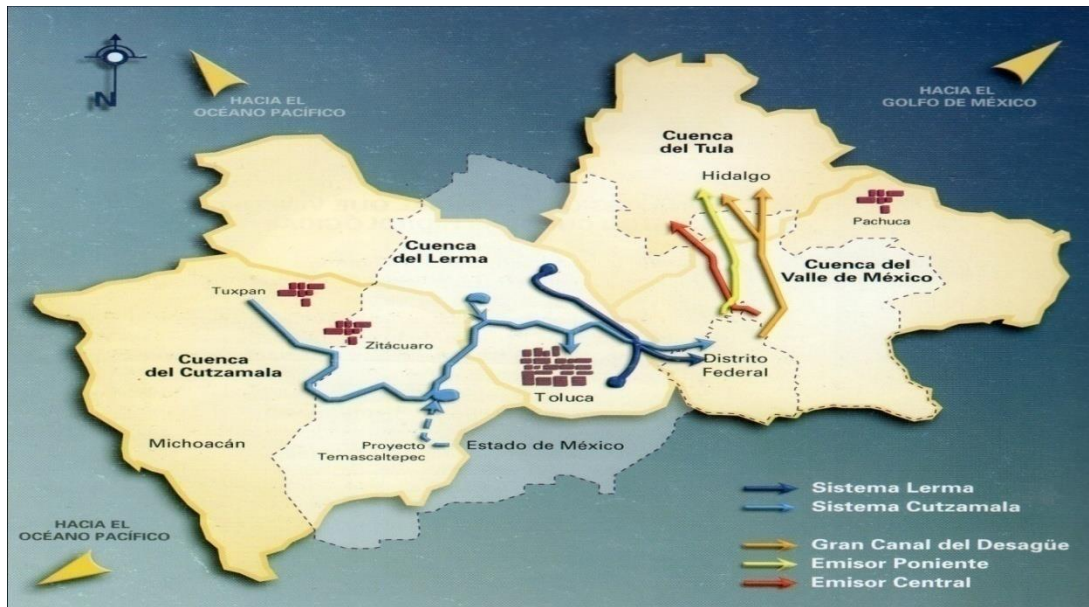 N
HACIA EL
OCÉANO PACÍFICO
HACIA EL
GOLFO DE MÉXICO
Cuenca
del Tula
Hidalgo
Pachuca
Cuenca
del Lerma
Cuenca del
Valle de México
Tuxpan
Zitácuaro
Cuenca
del Cutzamala
Distrito
Federal
Toluca
Michoacán
Proyecto
Temascaltepec
Estado de México
HACIA EL
OCÉANO PACÍFICO
Sistema Lerma
Sistema Cutzamala
Gran Canal del Desagüe
Emisor Poniente
Emisor Central